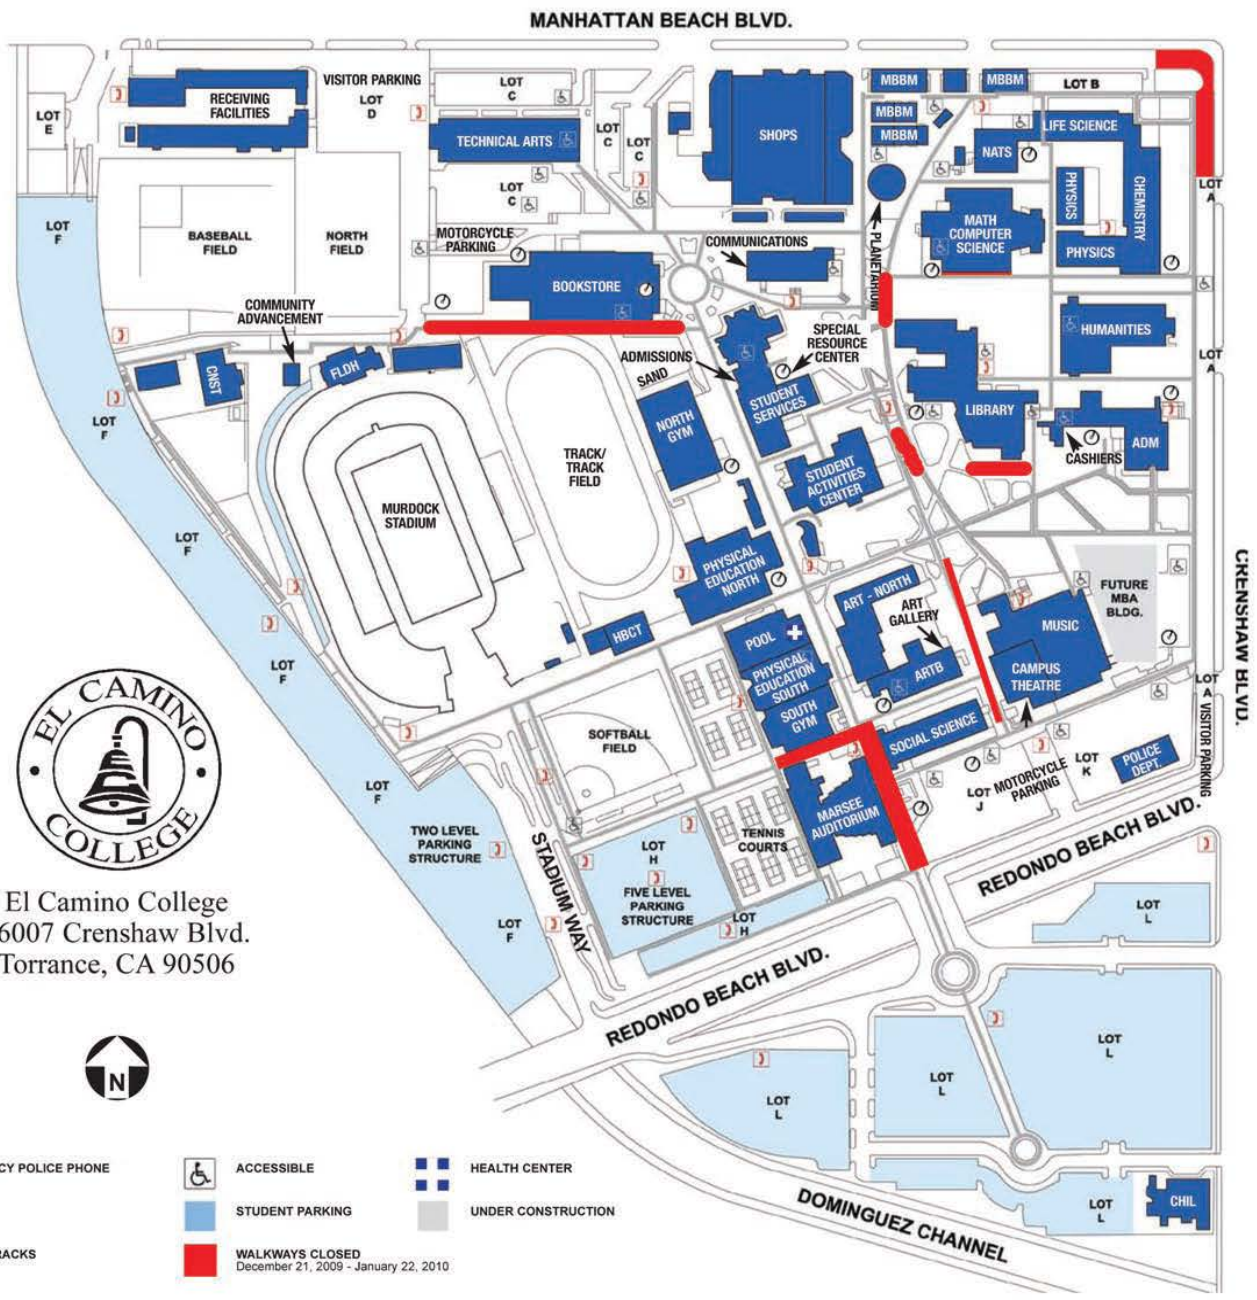 MANHATTAN BEACH BLVD.
LOT
E
RECEIVING
FACILITIES
VISITOR PARKING
LOT
D
LOT
C
TECHNICAL ARTS
LOT
C
LOT
C
LOT
C
SHOPS
MBBM
MBBM
MBBM
MBBM
LOT B
LIFE SCIENCE
NATS
PHYSICS
CHEMISTRY
PHYSICS
MATH
COMPUTER
SCIENCE
PLANETARIUM
LOT
A
LOT
F
BASEBALL
FIELD
NORTH
FIELD
MOTORCYCLE
PARKING
COMMUNICATIONS
BOOKSTORE
COMMUNITY
ADVANCEMENT
CNST
FLDH
ADMISSIONS
SPECIAL
RESOURCE
CENTER
SAND
STUDENT
SERVICES
NORTH
GYM
HUMANITIES
LOT
A
LIBRARY
CASHIERS
ADM
LOT
F
TRACK/
TRACK
FIELD
MURDOCK
STADIUM
STUDENT
ACTIVITIES
CENTER
LOT
F
PHYSICAL
EDUCATION
NORTH
ART - NORTH
ART
GALLERY
FUTURE
MBA
BLDG.
CRENSHAW BLVD.
HBCT
POOL
MUSIC
LOT
F
PHYSICAL
EDUCATION
SOUTH
ARTB
CAMPUS
THEATRE
SOUTH
GYM
SOCIAL SCIENCE
LOT
A VISITOR PARKING
SOFTBALL
FIELD
EL CAMINO
COLLEGE
LOT
F
LOT
J
MOTORCYCLE
PARKING
LOT
K
POLICE
DEPT.
MARSEE
AUDITORIUM
TWO LEVEL
PARKING
STRUCTURE
STADIUM WAY
TENNIS
COURTS
LOT
H
FIVE LEVEL
PARKING
STRUCTURE
REDONDO BEACH BLVD.
El Camino College
6007 Crenshaw Blvd.
Torrance, CA 90506
LOT
F
LOT
H
LOT
L
REDONDO BEACH BLVD.
LOT
L
LOT
L
LOT
L
N
CY POLICE PHONE
ACCESSIBLE
HEALTH CENTER
STUDENT PARKING
UNDER CONSTRUCTION
RACKS
WALKWAYS CLOSED
December 21, 2009 - January 22, 2010
DOMINGUEZ CHANNEL
LOT
L
CHIL